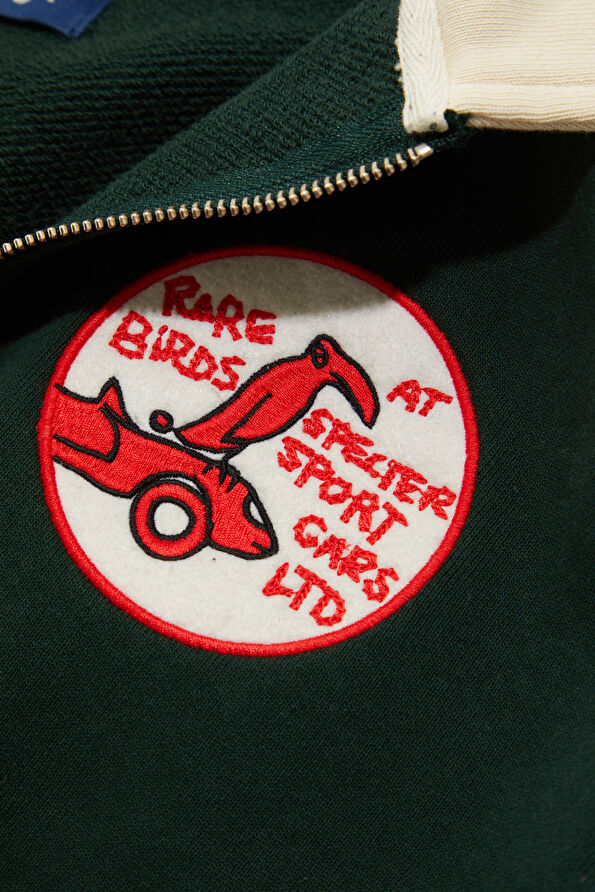 RARE
BIRDS
AT
SPECTER
SPORT
CARS
LTD